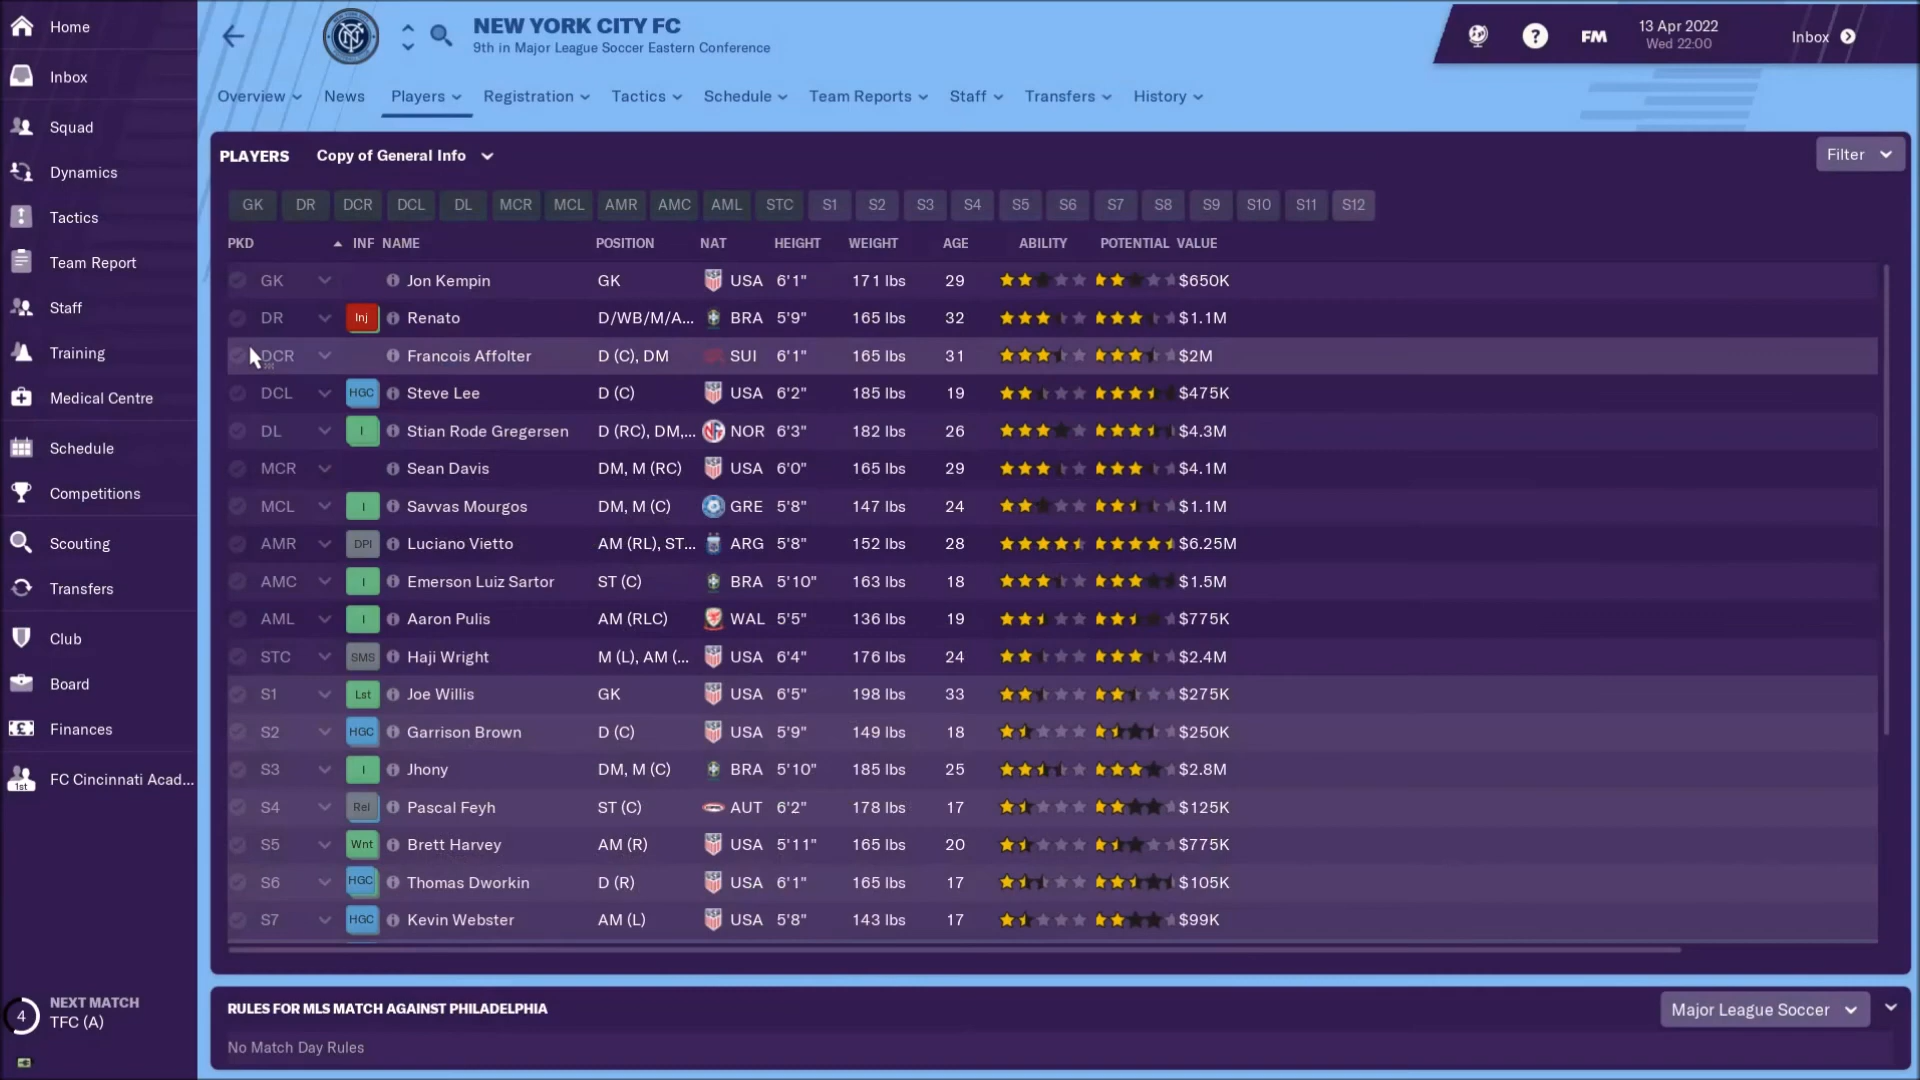 Home
Inbox
Squad
Dynamics
Tactics
Team Report
Staff
Training
Medical Centre
Schedule
Competitions
Scouting
Transfers
Club
Board
Finances
1st FC Cincinnati Acad...
4 NEXT MATCH
TFC (A)
NEW YORK CITY FC
9th in Major League Soccer Eastern Conference
? FM 13 Apr 2022 Inbox
Wed 22:00
Overview News Players Registration Tactics Schedule Team Reports Staff Transfers History
PLAYERS Copy of General Info Filter
GK DR DCR DCL DL MCR MCL AMR AMC AML STC S1 S2 S3 S4 S5 S6 S7 S8 S9 S10 S11 S12
PKD INF NAME POSITION NAT HEIGHT WEIGHT AGE ABILITY POTENTIAL VALUE
GK Jon Kempin GK USA 6'1" 171 lbs 29 $650K
DR Inj Renato D/WB/M/A... BRA 5'9" 165 lbs 32 $1.1M
DCR Francois Affolter D (C), DM SUI 6'1" 165 lbs 31 $2M
DCL HGC Steve Lee D (C) USA 6'2" 185 lbs 19 $475K
DL I Stian Rode Gregersen D (RC), DM,... NOR 6'3" 182 lbs 26 $4.3M
MCR Sean Davis DM, M (RC) USA 6'0" 165 lbs 29 $4.1M
MCL I Savvas Mourgos DM, M (C) GRE 5'8" 147 lbs 24 $1.1M
AMR DPI Luciano Vietto AM (RL), ST... ARG 5'8" 152 lbs 28 $6.25M
AMC I Emerson Luiz Sartor ST (C) BRA 5'10" 163 lbs 18 $1.5M
AML I Aaron Pulis AM (RLC) WAL 5'5" 136 lbs 19 $775K
STC SMS Haji Wright M (L), AM (... USA 6'4" 176 lbs 24 $2.4M
S1 Lst Joe Willis GK USA 6'5" 198 lbs 33 $275K
S2 HGC Garrison Brown D (C) USA 5'9" 149 lbs 18 $250K
S3 I Jhony DM, M (C) BRA 5'10" 185 lbs 25 $2.8M
S4 Rel Pascal Feyh ST (C) AUT 6'2" 178 lbs 17 $125K
S5 Wnt Brett Harvey AM (R) USA 5'11" 165 lbs 20 $775K
S6 HGC Thomas Dworkin D (R) USA 6'1" 165 lbs 17 $105K
S7 HGC Kevin Webster AM (L) USA 5'8" 143 lbs 17 $99K
RULES FOR MLS MATCH AGAINST PHILADELPHIA Major League Soccer
No Match Day Rules